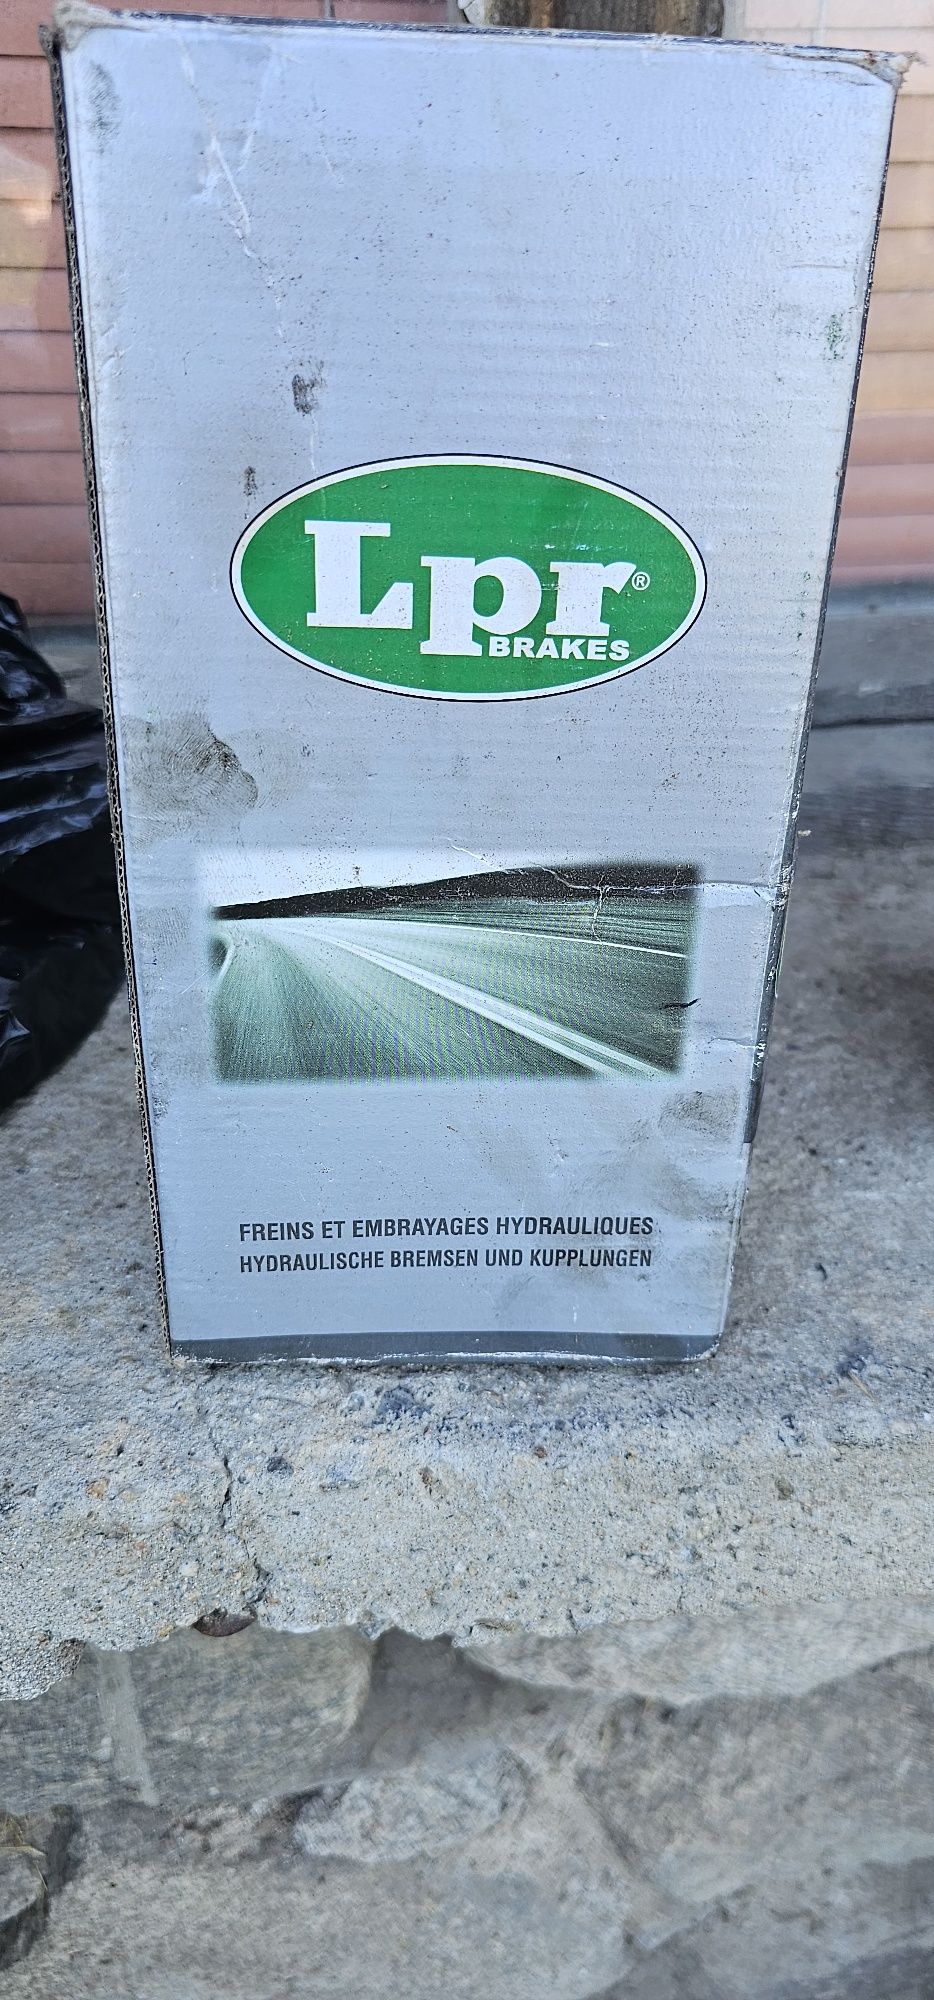 Lpr®
BRAKES
FREINS ET EMBRAYAGES HYDRAULIQUES
HYDRAULISCHE BREMSEN UND KUPPLUNGEN